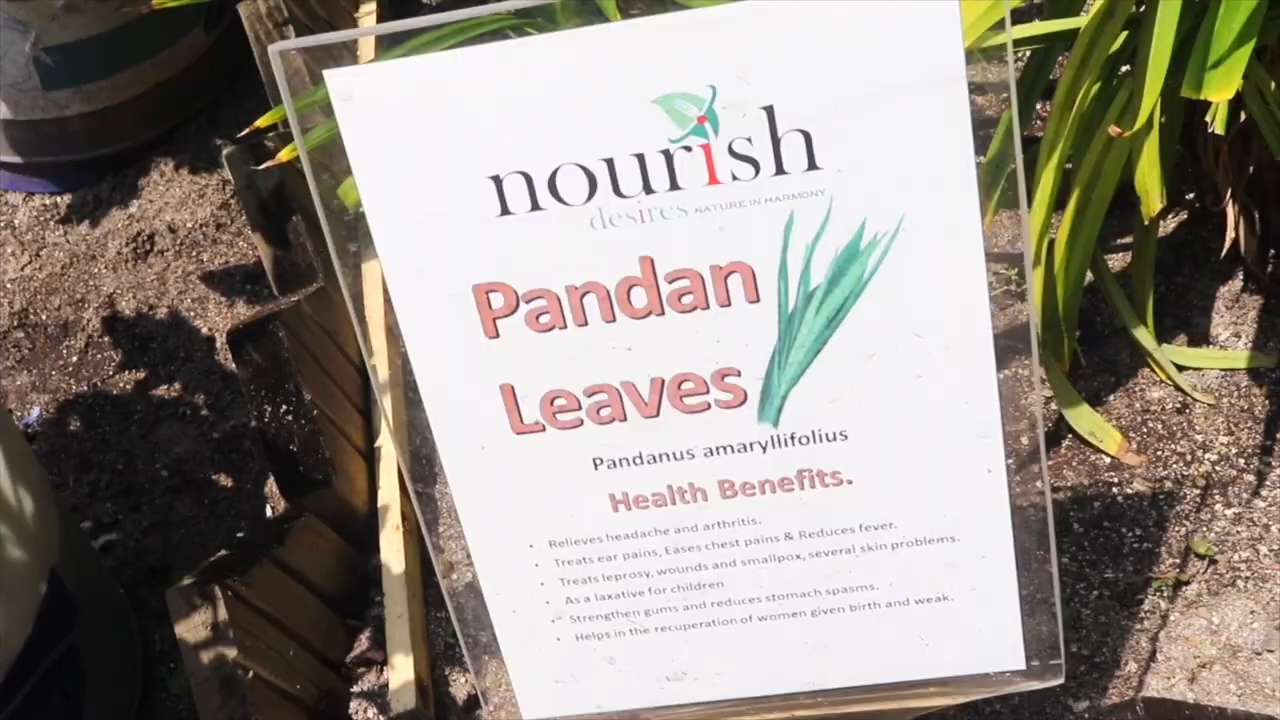 nourish
desires NATURE IN HARMONY
Pandan
Leaves
Pandanus amaryllifolius
Health Benefits.
• Relieves headache and arthritis.
• Treats ear pains, Eases chest pains & Reduces fever.
• Treats leprosy, wounds and smallpox, several skin problems.
• As a laxative for children
• Strengthen gums and reduces stomach spasms.
• Helps in the recuperation of women given birth and weak.